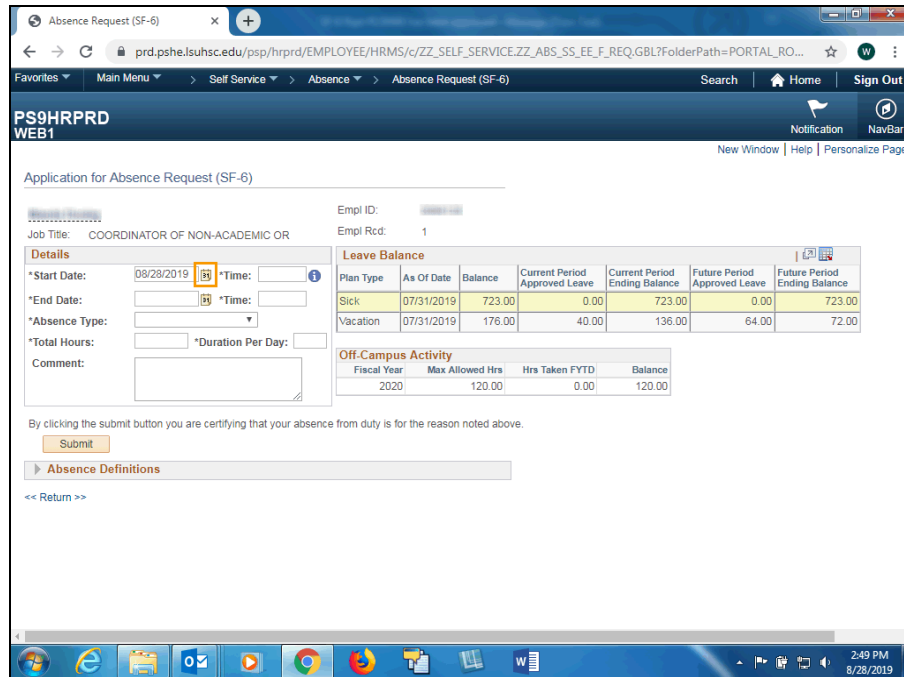 Absence Request (SF-6)
prd.pshe.lsuhsc.edu/psp/hrprd/EMPLOYEE/HRMS/c/ZZ_SELF_SERVICE.ZZ_ABS_SS_EE_F_REQ.GBL?FolderPath=PORTAL_RO... W
Favorites Main Menu > Self Service > Absence > Absence Request (SF-6) Search Home Sign Out
PS9HRPRD
WEB1
Notification NavBar
New Window | Help | Personalize Page
Application for Absence Request (SF-6)
Empl ID:
Job Title: COORDINATOR OF NON-ACADEMIC OR Empl Rcd: 1
Details
*Start Date: 08/28/2019 31 *Time:
*End Date: 31 *Time:
*Absence Type:
*Total Hours: *Duration Per Day:
Comment:
Leave Balance
Plan Type As Of Date Balance Current Period Approved Leave Current Period Ending Balance Future Period Approved Leave Future Period Ending Balance
Sick 07/31/2019 723.00 0.00 723.00 0.00 723.00
Vacation 07/31/2019 176.00 40.00 136.00 64.00 72.00
Off-Campus Activity
Fiscal Year Max Allowed Hrs Hrs Taken FYTD Balance
2020 120.00 0.00 120.00
By clicking the submit button you are certifying that your absence from duty is for the reason noted above.
Submit
Absence Definitions
<< Return >>
2:49 PM
8/28/2019